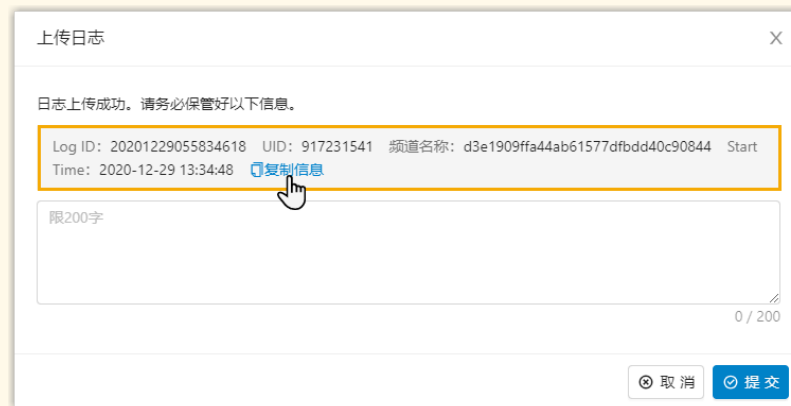 上传日志
日志上传成功。请务必保管好以下信息。
Log ID：20201229055834618 UID：917231541 频道名称：d3e1909ffa44ab61577dfbdd40c90844 Start
Time：2020-12-29 13:34:48 复制信息
限200字
0 / 200
取消 提交